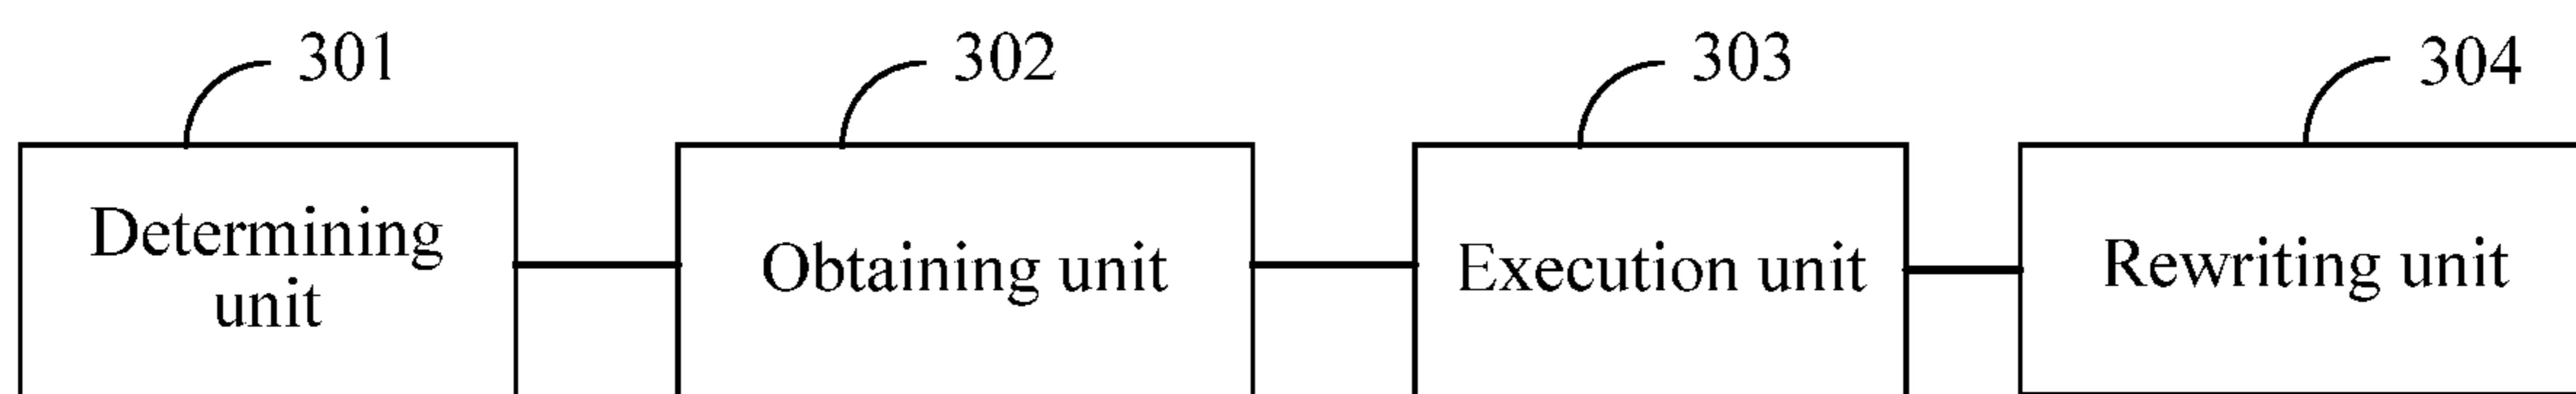 301
302
303
304
Determining
unit
Obtaining unit
Execution unit
Rewriting unit